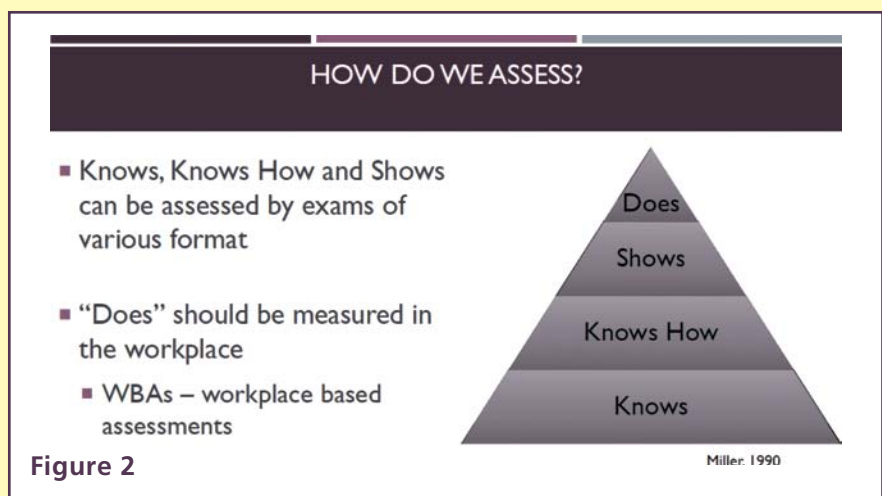 HOW DO WE ASSESS?
▪ Knows, Knows How and Shows
can be assessed by exams of
various format
▪ “Does” should be measured in
the workplace
▪ WBAs – workplace based
assessments
Does
Shows
Knows How
Knows
Miller, 1990
Figure 2